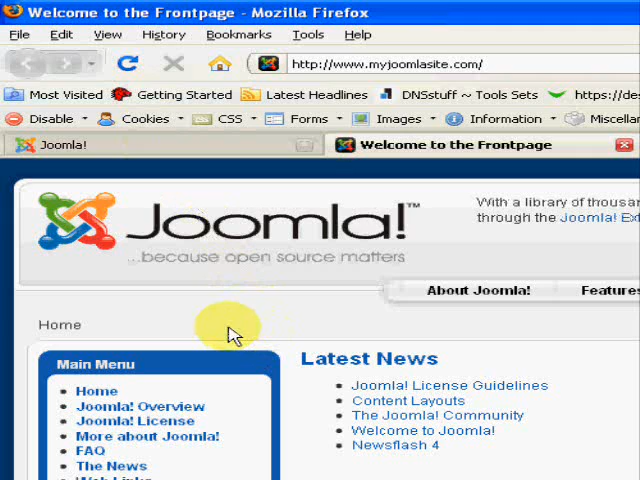 Welcome to the Frontpage - Mozilla Firefox
File Edit View History Bookmarks Tools Help
http://www.myjoomlasite.com/
Most Visited Getting Started Latest Headlines DNSstuff ~ Tools Sets https://des
Disable Cookies CSS Forms Images Information Miscellan
Joomla! Welcome to the Frontpage
Joomla!™
...because open source matters
With a library of thousan
through the Joomla! Ext
About Joomla! Features
Home
Main Menu
Home
Joomla! Overview
Joomla! License
More about Joomla!
FAQ
The News
Web Links
Latest News
Joomla! License Guidelines
Content Layouts
The Joomla! Community
Welcome to Joomla!
Newsflash 4